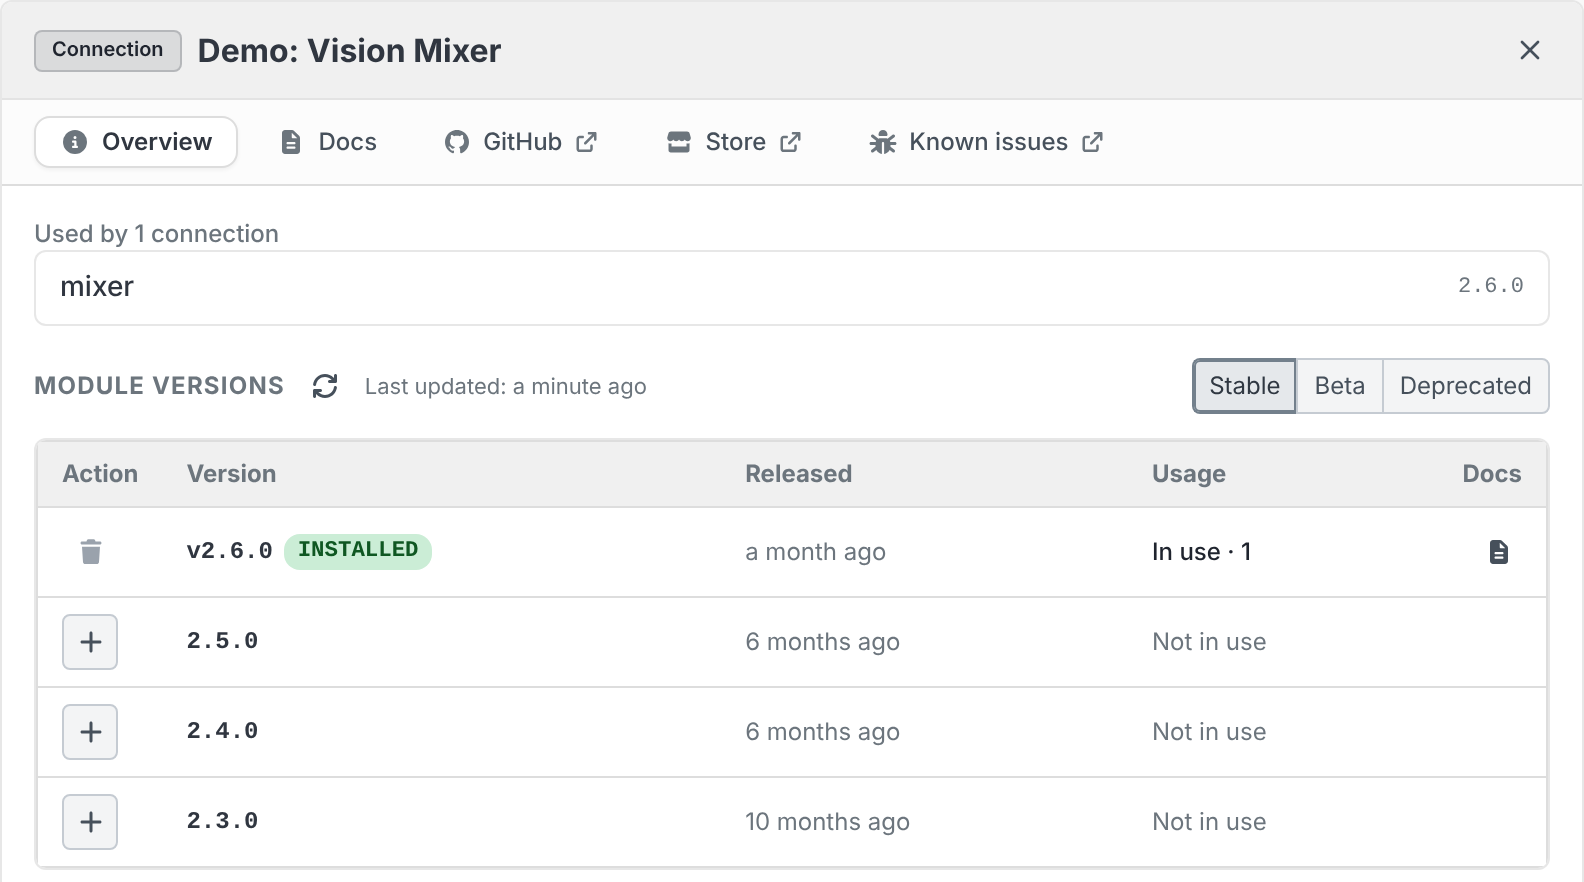 Connection Demo: Vision Mixer
Overview Docs GitHub Store Known issues
Used by 1 connection
mixer 2.6.0
MODULE VERSIONS Last updated: a minute ago Stable Beta Deprecated
Action Version Released Usage Docs
v2.6.0 INSTALLED a month ago In use · 1
2.5.0 6 months ago Not in use
2.4.0 6 months ago Not in use
2.3.0 10 months ago Not in use